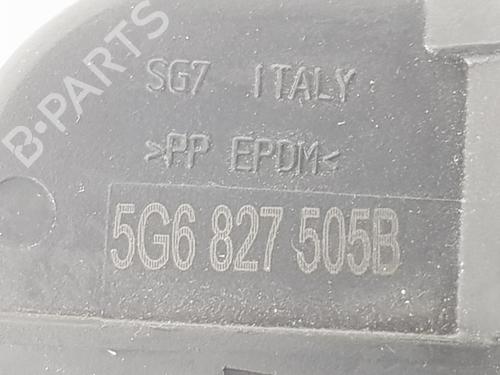 B-PARTS
SG7 ITALY
>PP EPDM<
5G6 827 505B